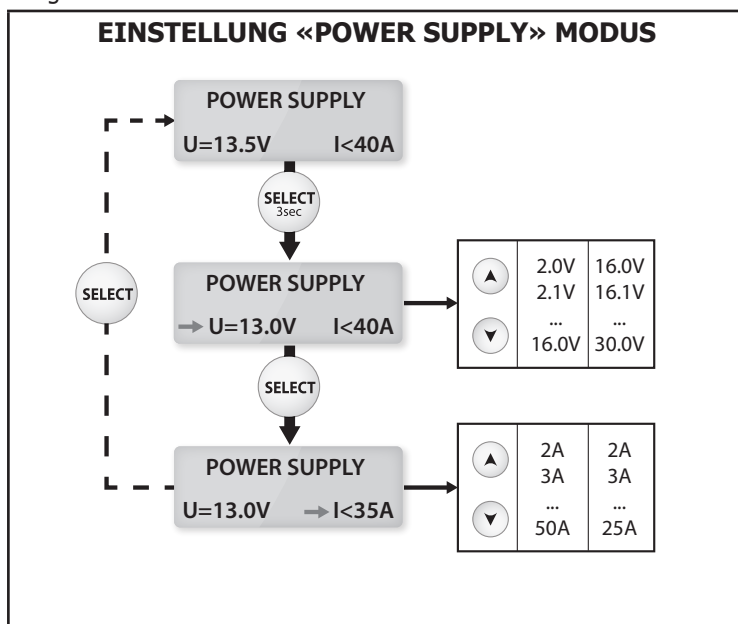 EINSTELLUNG «POWER SUPPLY» MODUS
POWER SUPPLY
U=13.5V I<40A
SELECT
3sec
POWER SUPPLY
U=13.0V I<40A
2.0V 16.0V
2.1V 16.1V
... ...
16.0V 30.0V
SELECT
SELECT
POWER SUPPLY
U=13.0V I<35A
2A 2A
3A 3A
... ...
50A 25A